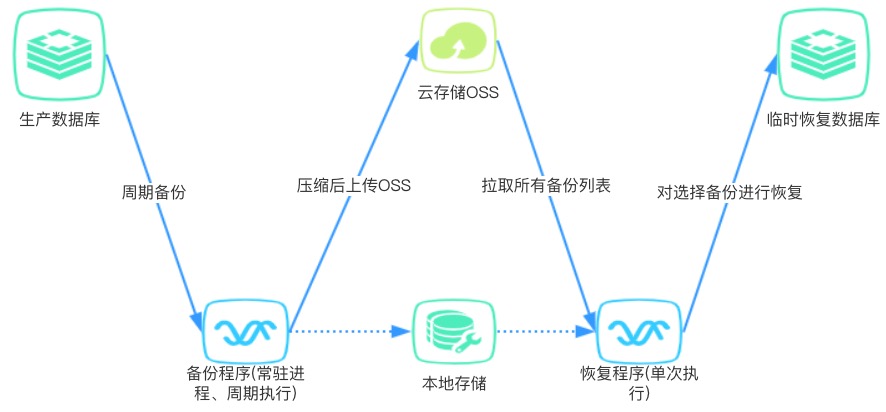 云存储OSS
生产数据库
临时恢复数据库
周期备份
压缩后上传OSS
拉取所有备份列表
对选择备份进行恢复
备份程序(常驻进
程、周期执行)
本地存储
恢复程序(单次执
行)